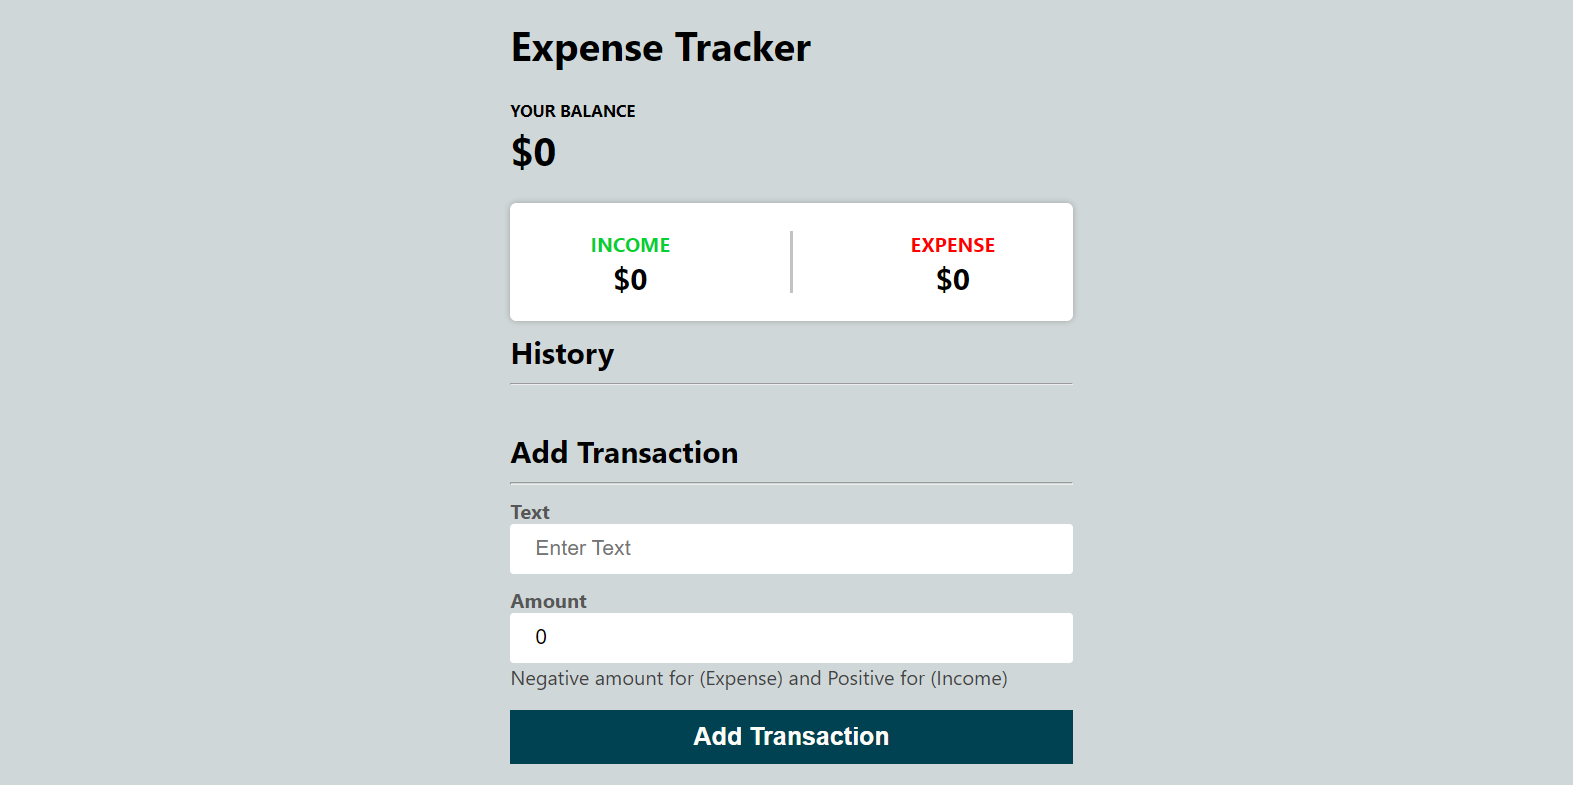 Expense Tracker
YOUR BALANCE
$0
INCOME
$0
EXPENSE
$0
History
Add Transaction
Text
Enter Text
Amount
0
Negative amount for (Expense) and Positive for (Income)
Add Transaction